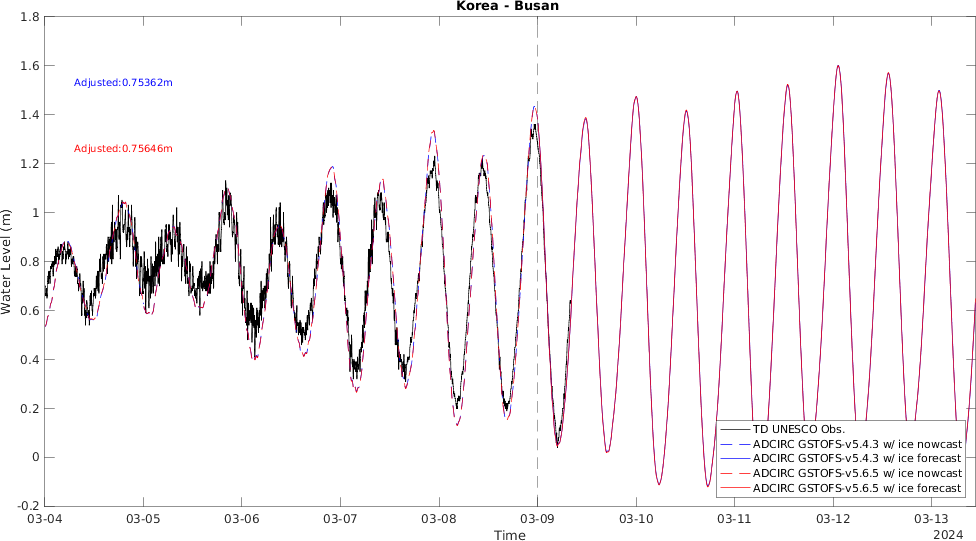 Korea - Busan
1.8
1.6
1.4
1.2
1
0.8
0.6
0.4
0.2
0
-0.2
Water Level (m)
Adjusted:0.75362m
Adjusted:0.75646m
TD UNESCO Obs.
ADCIRC GSTOFS-v5.4.3 w/ ice nowcast
ADCIRC GSTOFS-v5.4.3 w/ ice forecast
ADCIRC GSTOFS-v5.6.5 w/ ice nowcast
ADCIRC GSTOFS-v5.6.5 w/ ice forecast
03-04 03-05 03-06 03-07 03-08 03-09 03-10 03-11 03-12 03-13
Time
2024